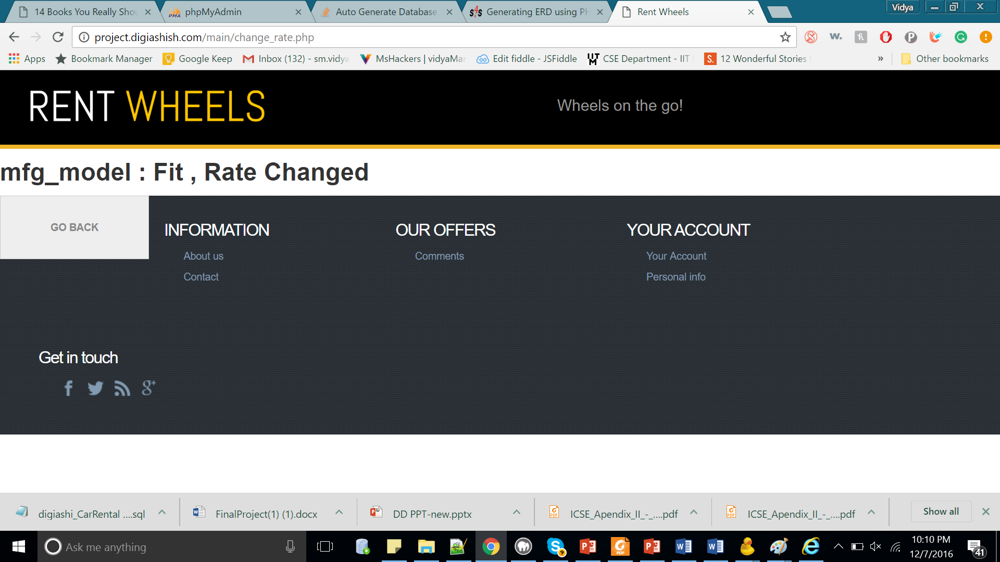 14 Books You Really Shou
phpMyAdmin
Auto Generate Database
Generating ERD using PH
Rent Wheels
Vidya
project.digiashish.com/main/change_rate.php
Apps
Bookmark Manager
Google Keep
Inbox (132) - sm.vidya
MsHackers | vidyaMar
Edit fiddle - JSFiddle
CSE Department - IIT
12 Wonderful Stories
»
Other bookmarks
RENT WHEELS
Wheels on the go!
mfg_model : Fit , Rate Changed
GO BACK
INFORMATION
About us
Contact
OUR OFFERS
Comments
YOUR ACCOUNT
Your Account
Personal info
Get in touch
digiashi_CarRental ....sql
FinalProject(1) (1).docx
DD PPT-new.pptx
ICSE_Apendix_II_-_....pdf
ICSE_Apendix_II_-_....pdf
Show all
Ask me anything
10:10 PM
12/7/2016
41